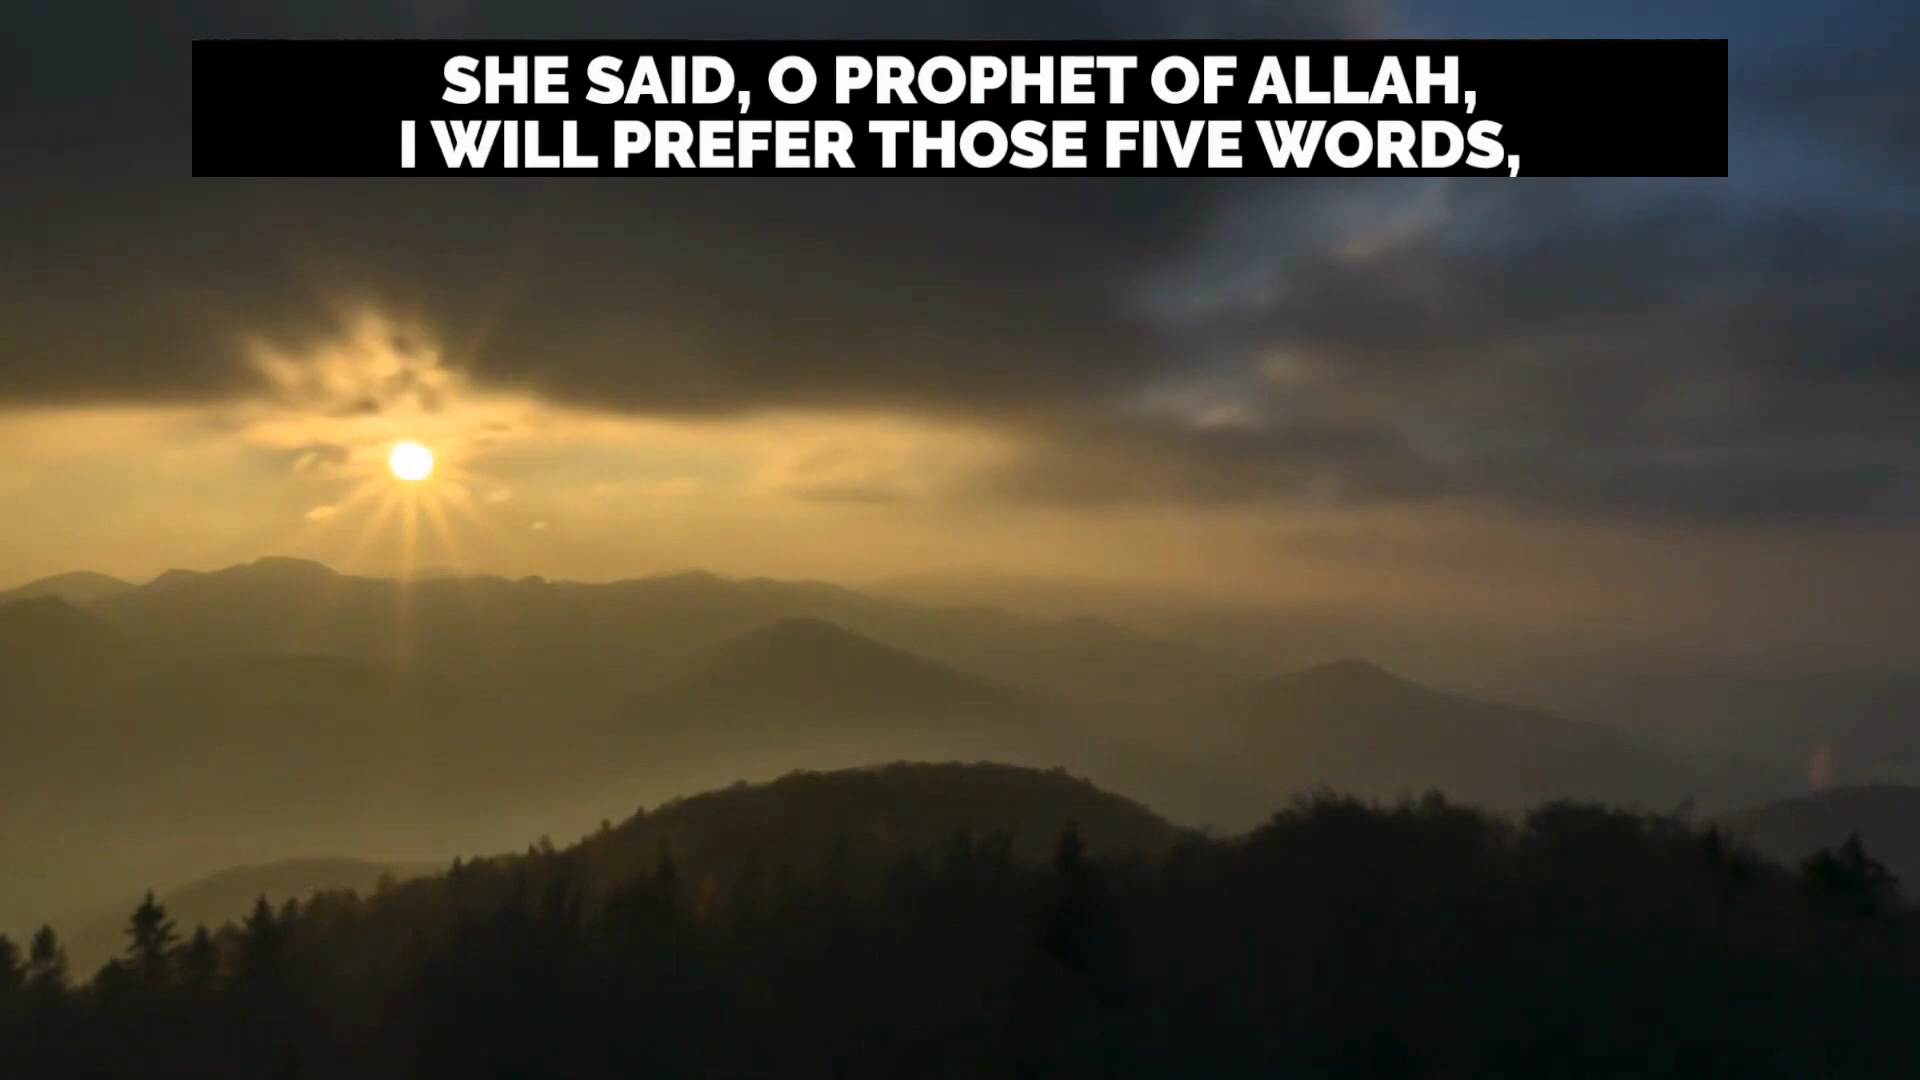 SHE SAID, O PROPHET OF ALLAH,
I WILL PREFER THOSE FIVE WORDS,